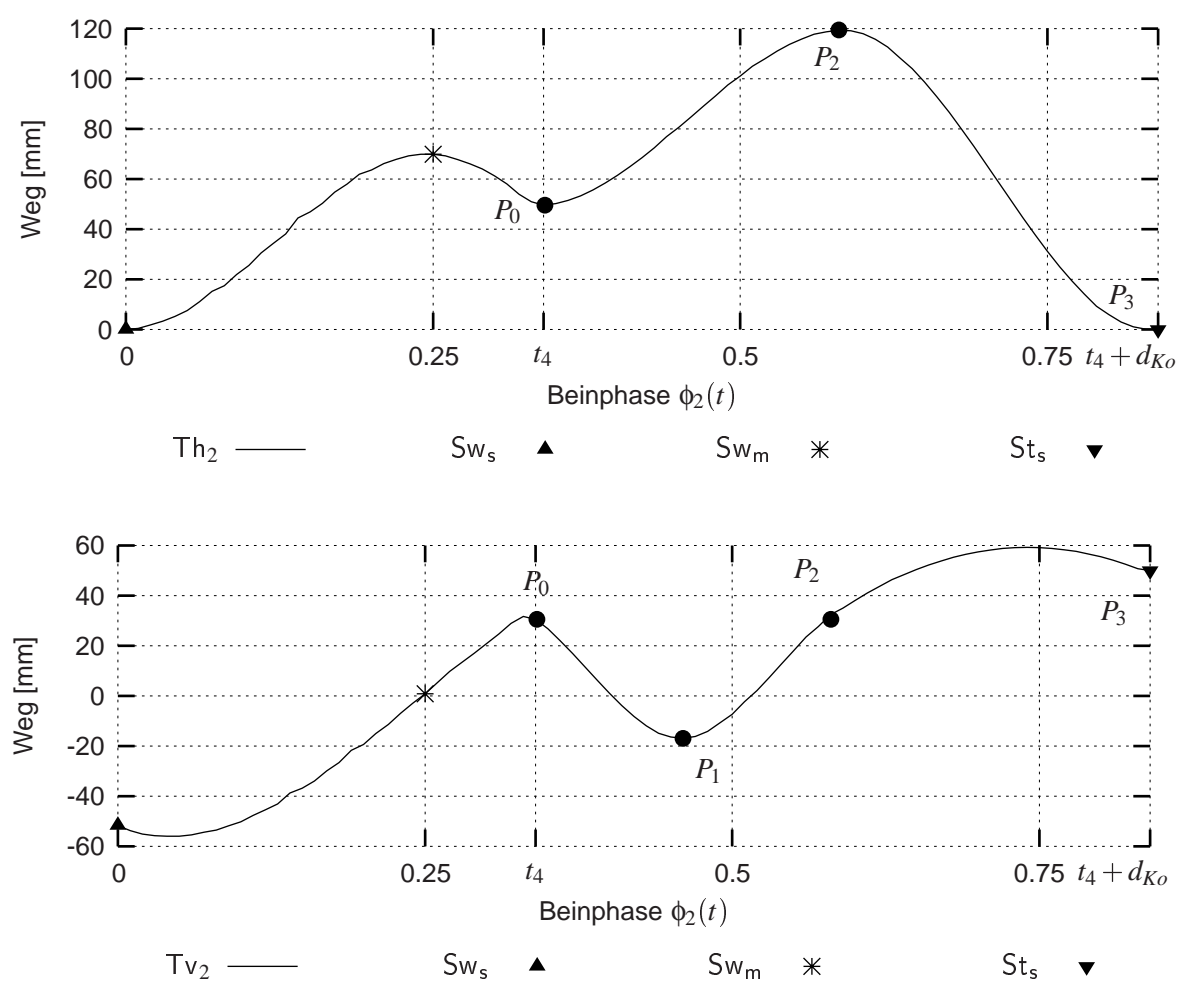 120
100
80
60
40
20
0
Weg [mm]
P2
P0
P3
0 0.25 t4 0.5 0.75 t4 + dKo
Beinphase ϕ2(t)
Th2 Sws Swm Sts
60
40
20
0
-20
-40
-60
Weg [mm]
P0
P2
P3
P1
0 0.25 t4 0.5 0.75 t4 + dKo
Beinphase ϕ2(t)
Tv2 Sws Swm Sts